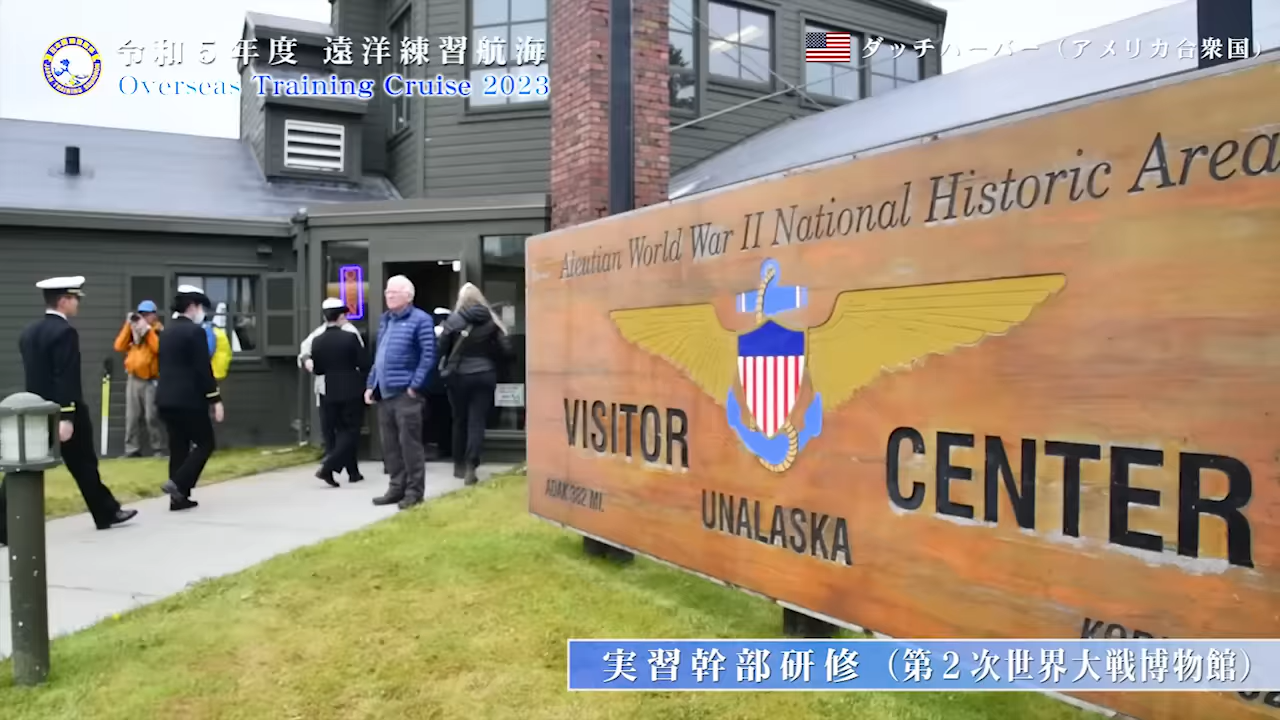 令和５年度 遠洋練習航海
Overseas Training Cruise 2023
ダッチハーバー（アメリカ合衆国）
Aleutian World War II National Historic Area
VISITOR
CENTER
ADAK 382 MI.
UNALASKA
実習幹部研修（第２次世界大戦博物館）